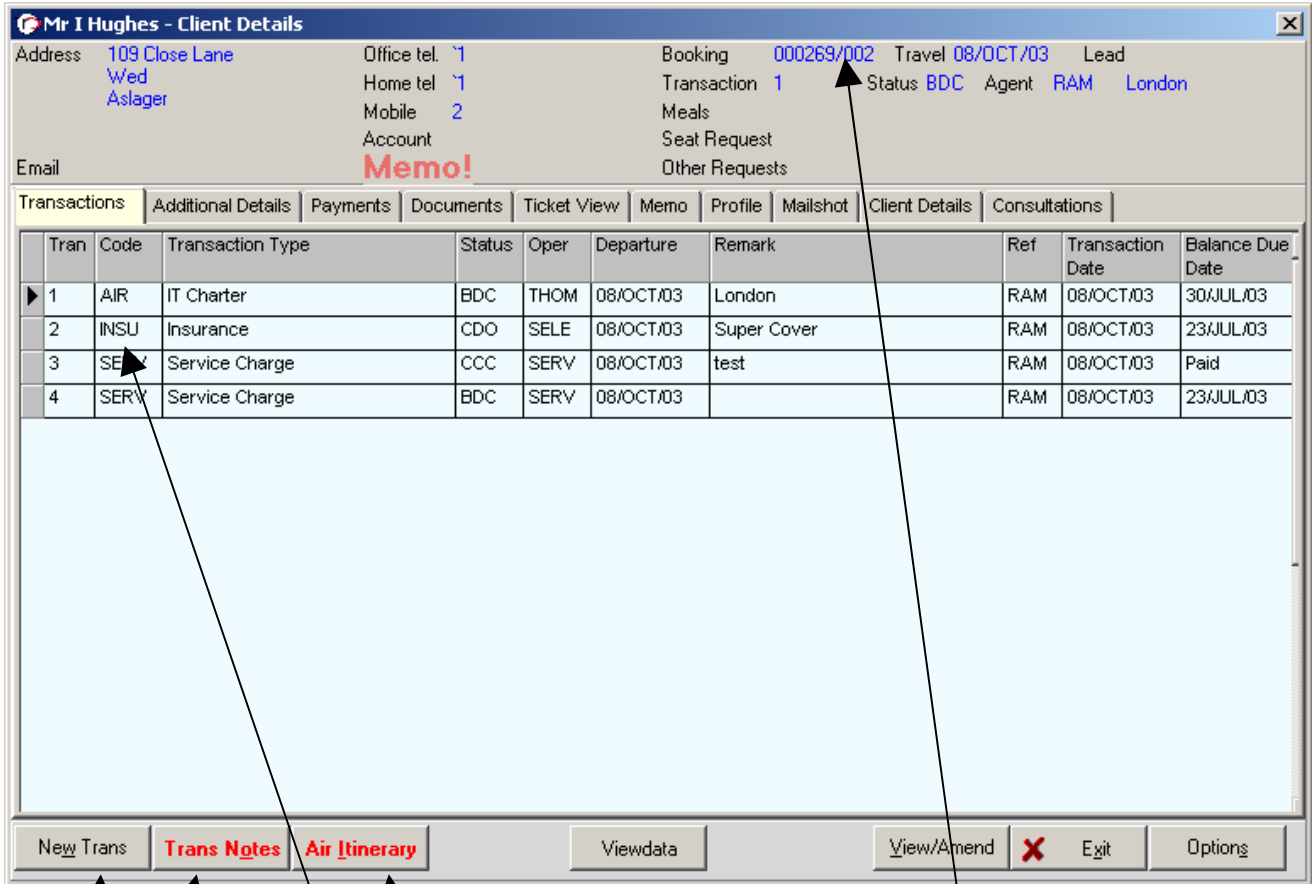 Mr I Hughes - Client Details
Address 109 Close Lane Office tel. `1 Booking 000269/002 Travel 08/OCT/03 Lead
Wed Home tel `1 Transaction 1 Status BDC Agent RAM London
Aslager Mobile 2 Meals
Account Seat Request
Email Memo! Other Requests
Transactions Additional Details Payments Documents Ticket View Memo Profile Mailshot Client Details Consultations
Tran Code Transaction Type Status Oper Departure Remark Ref Transaction Date Balance Due Date
1 AIR IT Charter BDC THOM 08/OCT/03 London RAM 08/OCT/03 30/JUL/03
2 INSU Insurance CDO SELE 08/OCT/03 Super Cover RAM 08/OCT/03 23/JUL/03
3 SERV Service Charge CCC SERV 08/OCT/03 test RAM 08/OCT/03 Paid
4 SERV Service Charge BDC SERV 08/OCT/03 RAM 08/OCT/03 23/JUL/03
New Trans Trans Notes Air Itinerary Viewdata View/Amend Exit Options